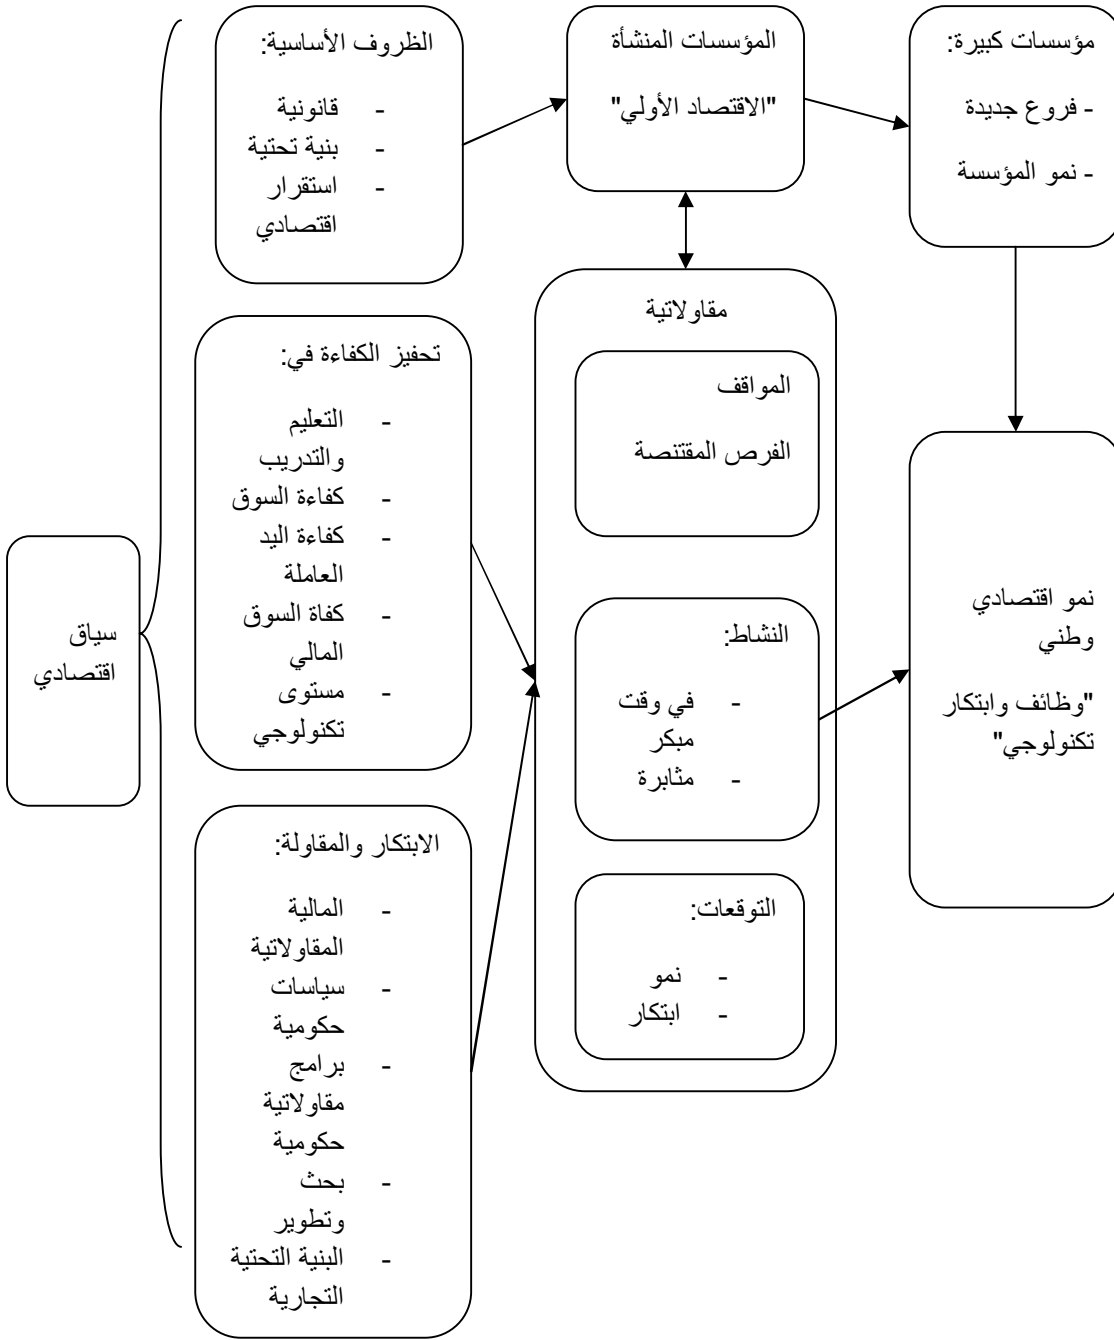 الظروف الأساسية:
- قانونية
- بنية تحتية
- استقرار
اقتصادي
المؤسسات المنشأة
"الاقتصاد الأولي"
مؤسسات كبيرة:
- فروع جديدة
- نمو المؤسسة
سياق
اقتصادي
تحفيز الكفاءة في:
- التعليم
والتدريب
- كفاءة السوق
- كفاءة اليد
العاملة
- كفاة السوق
المالي
- مستوى
تكنولوجي
الابتكار والمقاولة:
- المالية
المقاولاتية
- سياسات
حكومية
- برامج
مقاولاتية
حكومية
- بحث
وتطوير
- البنية التحتية
التجارية
مقاولاتية
المواقف
الفرص المقتنصة
النشاط:
- في وقت
مبكر
- مثابرة
التوقعات:
- نمو
- ابتكار
نمو اقتصادي
وطني
"وظائف وابتكار
تكنولوجي"